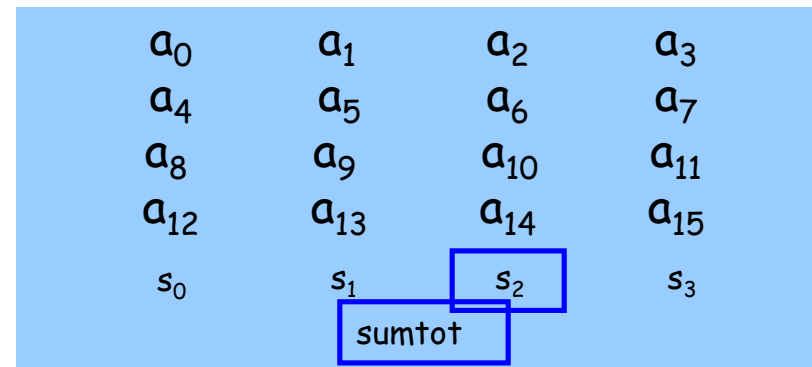 a₀ a₁ a₂ a₃
a₄ a₅ a₆ a₇
a₈ a₉ a₁₀ a₁₁
a₁₂ a₁₃ a₁₄ a₁₅
s₀ s₁ s₂ s₃
sumtot